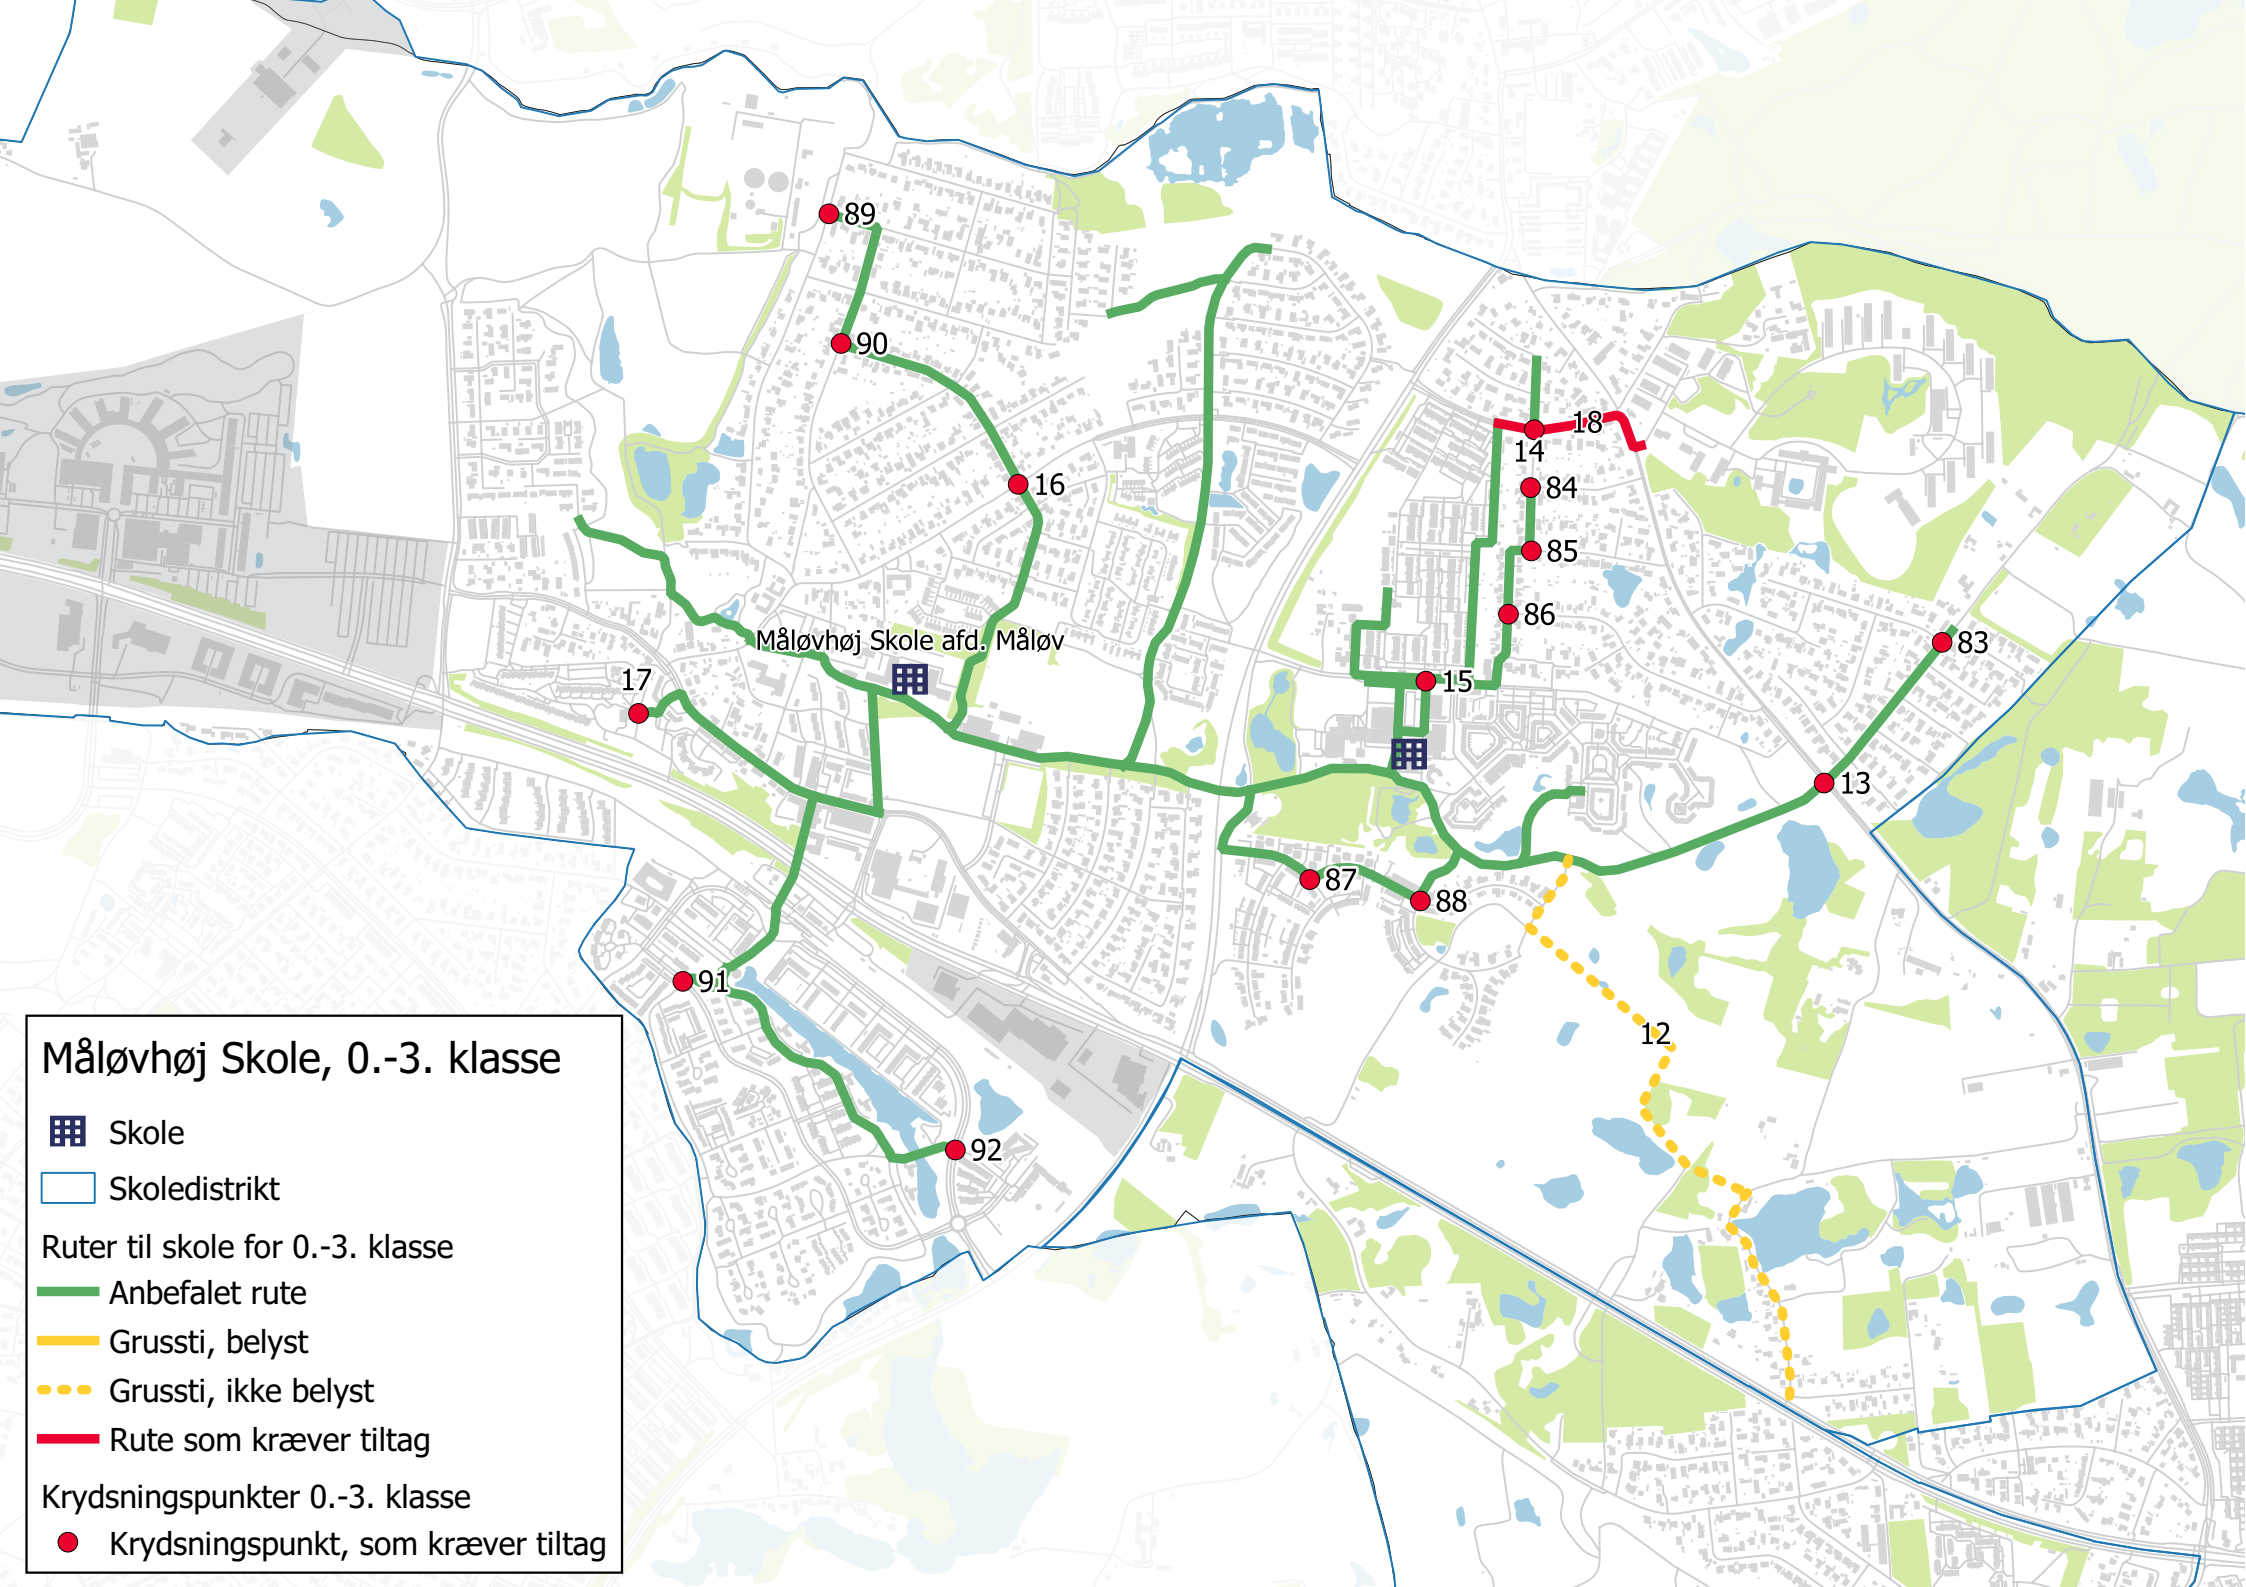 89
90
18
14
16
84
85
86
Måløvhøj Skole afd. Måløv
83
17
15
13
87
88
91
12
92
Måløvhøj Skole, 0.-3. klasse
Skole
Skoledistrikt
Ruter til skole for 0.-3. klasse
Anbefalet rute
Grussti, belyst
Grussti, ikke belyst
Rute som kræver tiltag
Krydsningspunkter 0.-3. klasse
Krydsningspunkt, som kræver tiltag